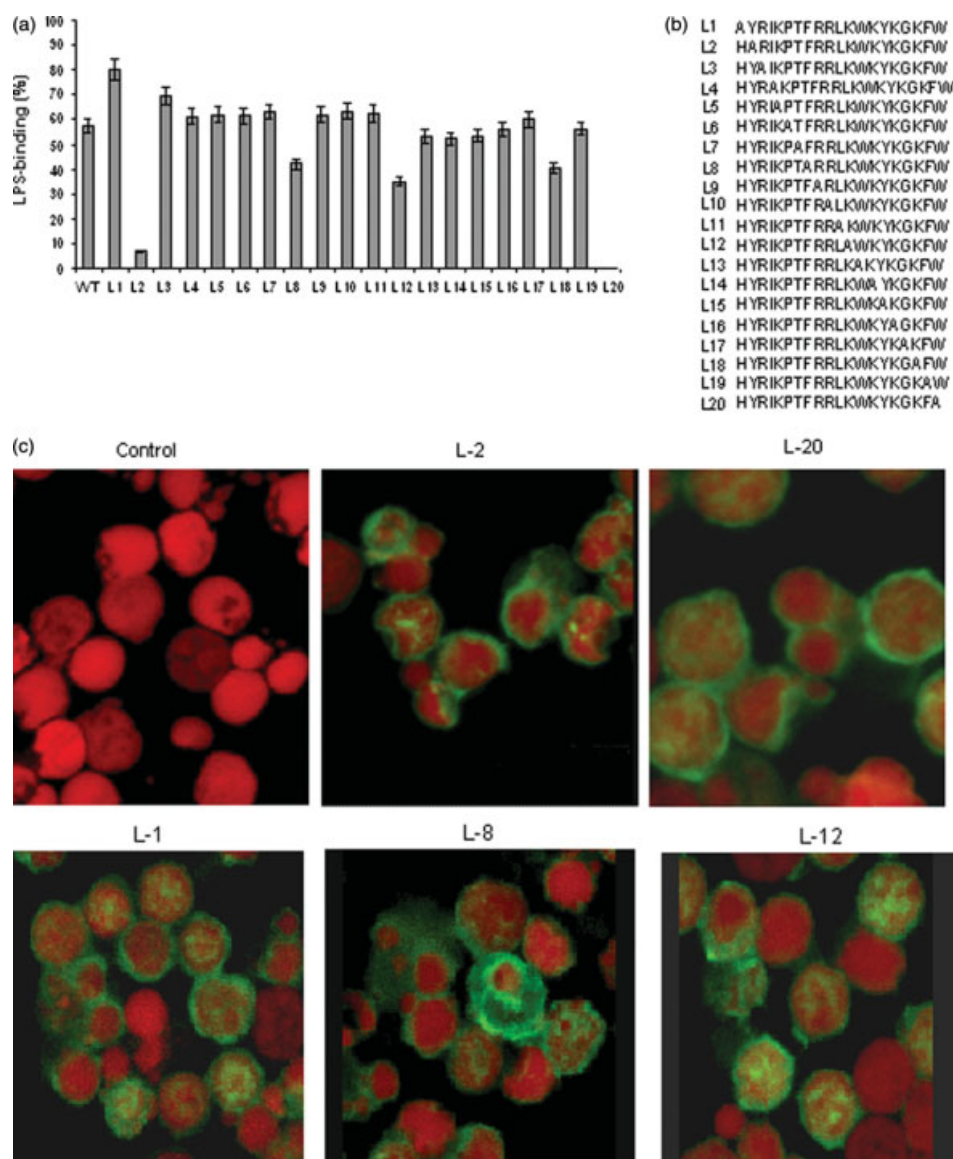 (a)
100
90
80
70
60
50
40
30
20
10
0
LPS-binding (%)
WT L1 L2 L3 L4 L5 L6 L7 L8 L9 L10 L11 L12 L13 L14 L15 L16 L17 L18 L19 L20
(b)
L1 AYRIKPTFRRLKWKYKGKFW
L2 HARIKPTFRRLKWKYKGKFW
L3 HYAIKPTFRRLKWKYKGKFW
L4 HYRAKPTFRRLKWKYKGKFW
L5 HYRIAPTFRRLKWKYKGKFW
L6 HYRIKATFRRLKWKYKGKFW
L7 HYRIKPAFRRLKWKYKGKFW
L8 HYRIKPTARRLKWKYKGKFW
L9 HYRIKPTFARLKWKYKGKFW
L10 HYRIKPTFRALKWKYKGKFW
L11 HYRIKPTFRRAKWKYKGKFW
L12 HYRIKPTFRRLAWKYKGKFW
L13 HYRIKPTFRRLKAKYKGKFW
L14 HYRIKPTFRRLKWAYKGKFW
L15 HYRIKPTFRRLKWKAKGKFW
L16 HYRIKPTFRRLKWKYAGKFW
L17 HYRIKPTFRRLKWKYKAKFW
L18 HYRIKPTFRRLKWKYKGAFW
L19 HYRIKPTFRRLKWKYKGKAW
L20 HYRIKPTFRRLKWKYKGKFA
(c)
Control
L-2
L-20
L-1
L-8
L-12